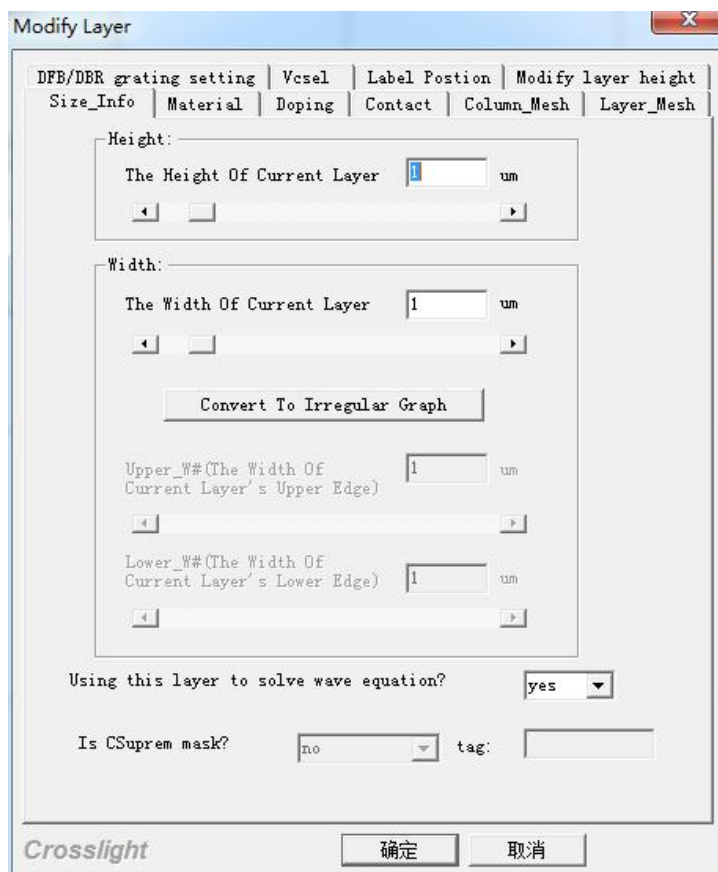 Modify Layer
DFB/DBR grating setting Vcsel Label Postion Modify layer height
Size_Info Material Doping Contact Column_Mesh Layer_Mesh
Height:
The Height Of Current Layer 1 um
Width:
The Width Of Current Layer 1 um
Convert To Irregular Graph
Upper_W#(The Width Of 1 um
Current Layer's Upper Edge)
Lower_W#(The Width Of
Current Layer's Lower Edge) 1 um
Using this layer to solve wave equation? yes
Is CSuprem mask? no tag:
Crosslight 确定 取消